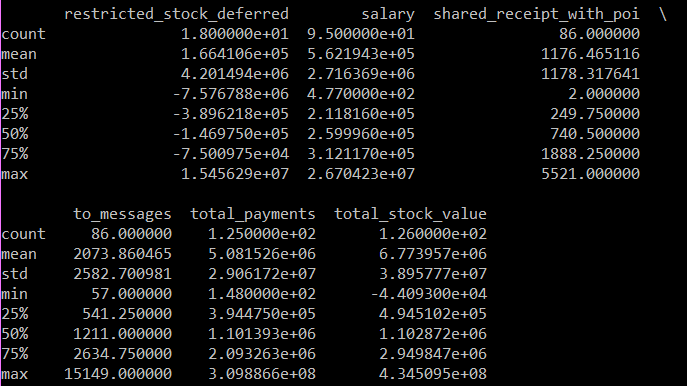 restricted_stock_deferred salary shared_receipt_with_poi \
count 1.800000e+01 9.500000e+01 86.000000
mean 1.664106e+05 5.621943e+05 1176.465116
std 4.201494e+06 2.716369e+06 1178.317641
min -7.576788e+06 4.770000e+02 2.000000
25% -3.896218e+05 2.118160e+05 249.750000
50% -1.469750e+05 2.599960e+05 740.500000
75% -7.500975e+04 3.121170e+05 1888.250000
max 1.545629e+07 2.670423e+07 5521.000000
to_messages total_payments total_stock_value
count 86.000000 1.250000e+02 1.260000e+02
mean 2073.860465 5.081526e+06 6.773957e+06
std 2582.700981 2.906172e+07 3.895777e+07
min 57.000000 1.480000e+02 -4.409300e+04
25% 541.250000 3.944750e+05 4.945102e+05
50% 1211.000000 1.101393e+06 1.102872e+06
75% 2634.750000 2.093263e+06 2.949847e+06
max 15149.000000 3.098866e+08 4.345095e+08